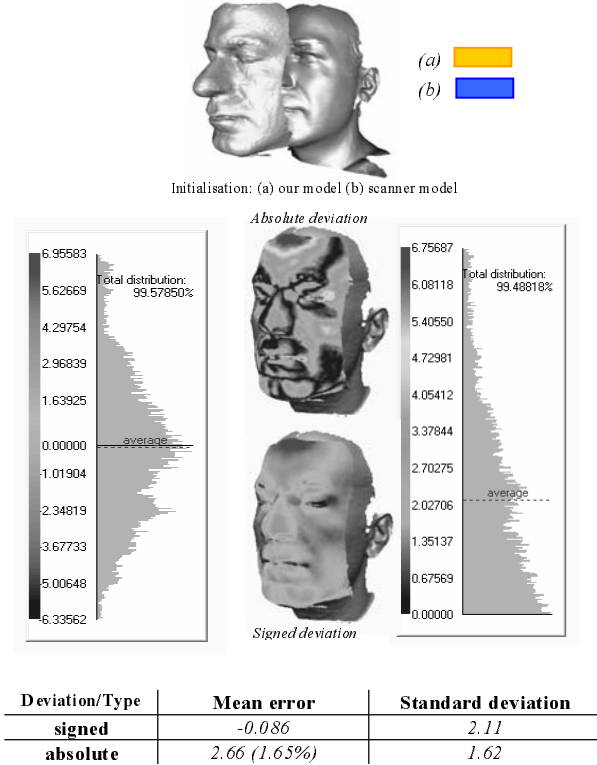 (a)
(b)
Initialisation: (a) our model (b) scanner model
Absolute deviation
6.95583
Total distribution:
99.57850%
5.62669
4.29754
2.96839
1.63925
average
0.00000
-1.01904
-2.34819
-3.67733
-5.00648
-6.33562
6.75687
Total distribution:
99.48818%
6.08118
5.40550
4.72981
4.05412
3.37844
2.70275
average
2.02706
1.35137
0.67569
0.00000
Signed deviation
Deviation/Type Mean error Standard deviation
signed -0.086 2.11
absolute 2.66 (1.65%) 1.62